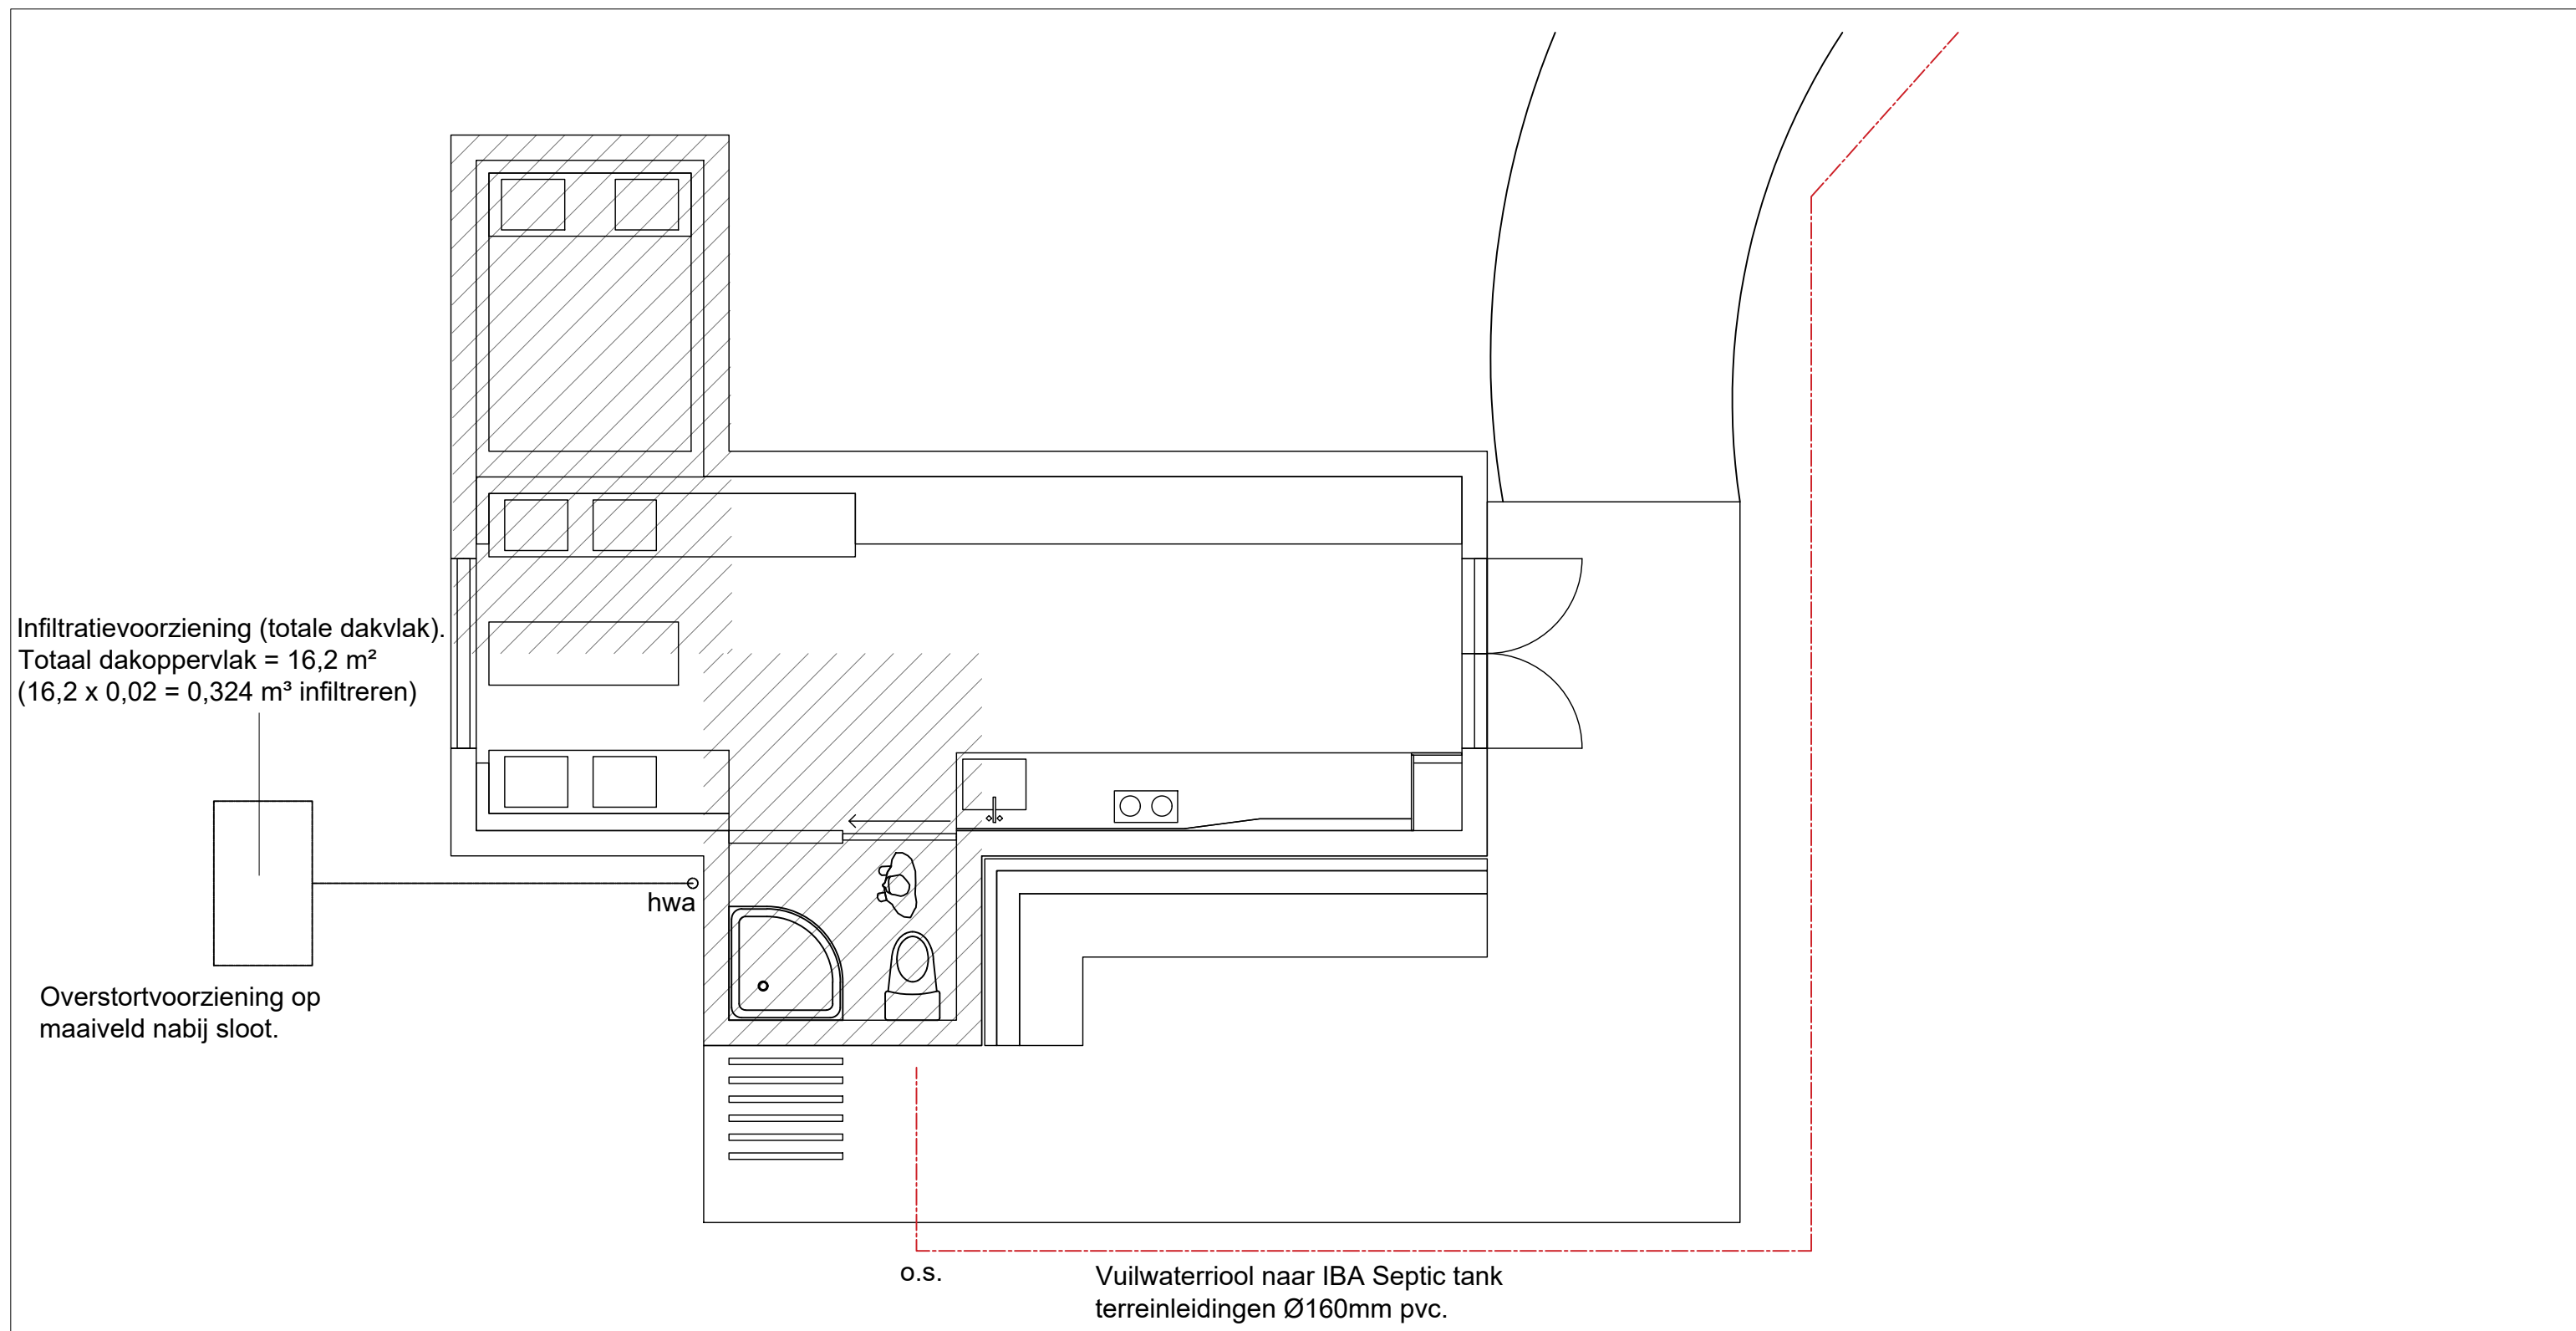 Infiltratievoorziening (totale dakvlak).
Totaal dakoppervlak = 16,2 m²
(16,2 x 0,02 = 0,324 m³ infiltreren)
hwa
Overstortvoorziening op
maaiveld nabij sloot.
o.s.
Vuilwaterriool naar IBA Septic tank
terreinleidingen Ø160mm pvc.